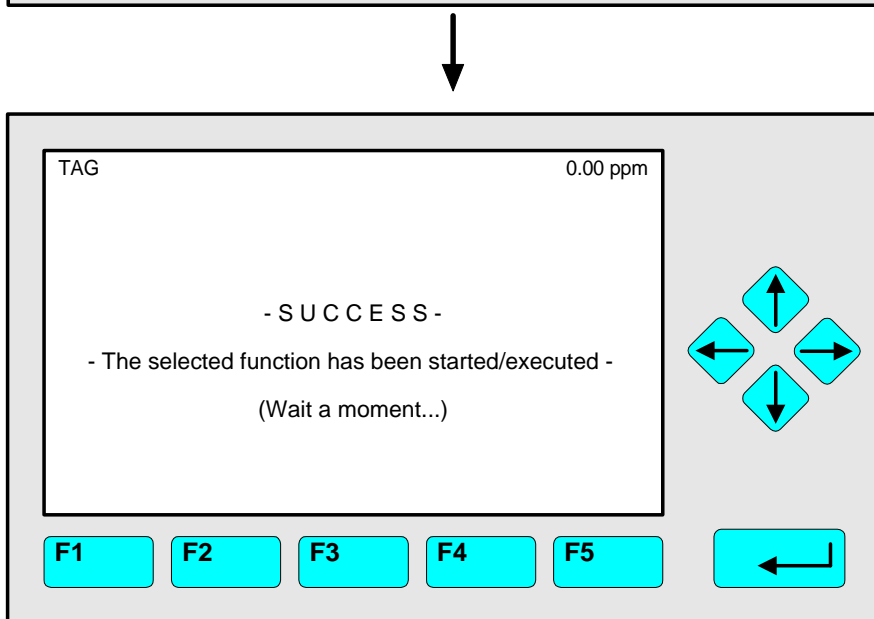 TAG 0.00 ppm
- S U C C E S S -
- The selected function has been started/executed -
(Wait a moment...)
F1 F2 F3 F4 F5